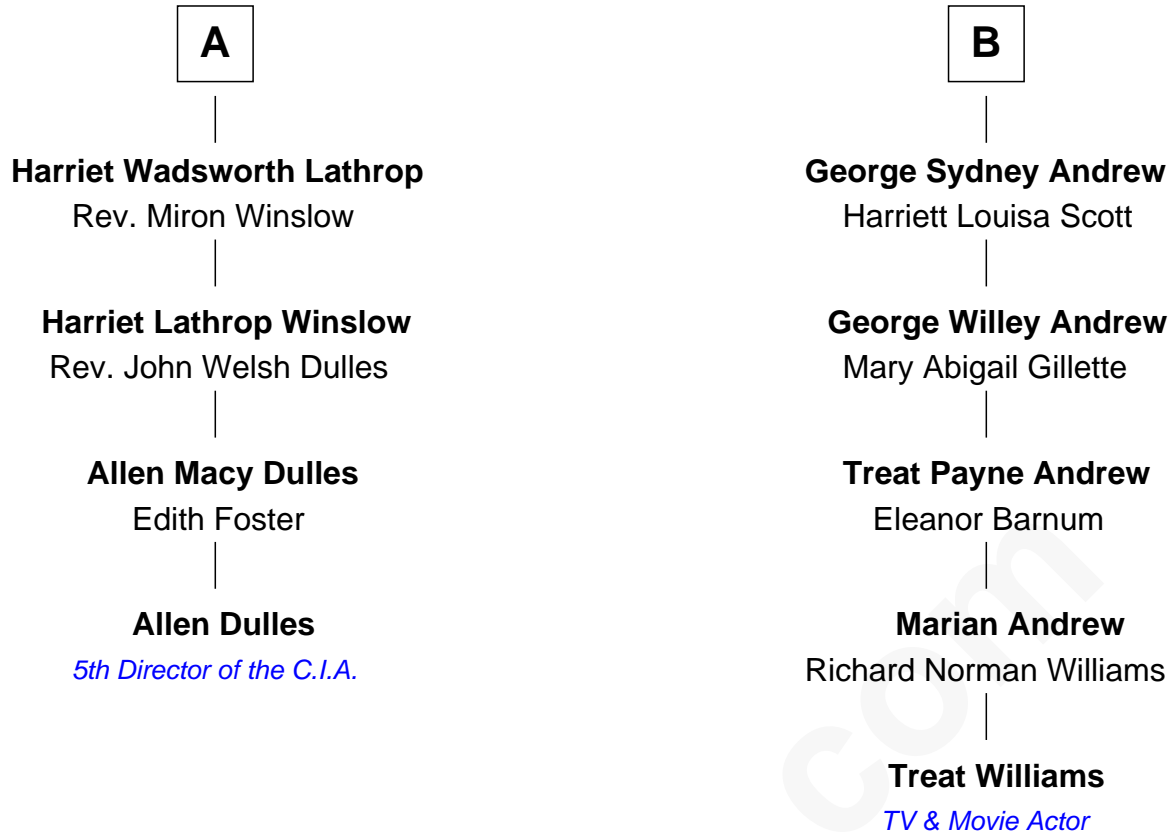 A
Harriet Wadsworth Lathrop
Rev. Miron Winslow
Harriet Lathrop Winslow
Rev. John Welsh Dulles
Allen Macy Dulles
Edith Foster
Allen Dulles
5th Director of the C.I.A.
B
George Sydney Andrew
Harriett Louisa Scott
George Willey Andrew
Mary Abigail Gillette
Treat Payne Andrew
Eleanor Barnum
Marian Andrew
Richard Norman Williams
Treat Williams
TV & Movie Actor
com